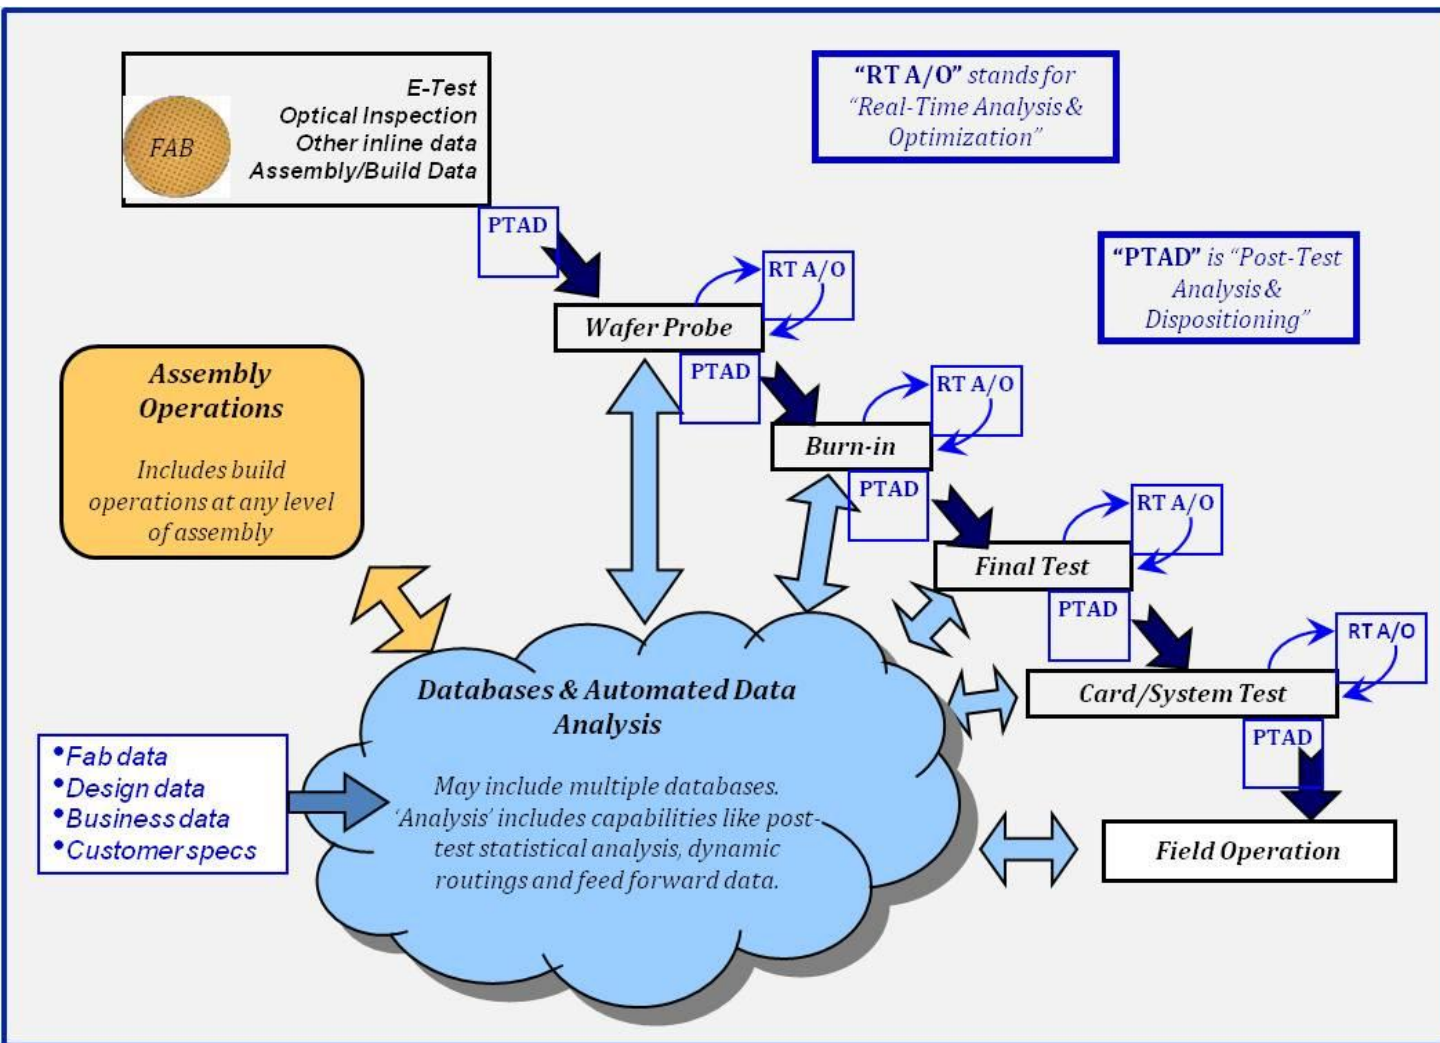 E-Test
Optical Inspection
Other inline data
Assembly/Build Data
FAB
“RT A/O” stands for
“Real-Time Analysis &
Optimization”
PTAD
“PTAD” is “Post-Test
Analysis &
Dispositioning”
RT A/O
Wafer Probe
PTAD
RT A/O
Burn-in
PTAD
RT A/O
Final Test
PTAD
RT A/O
Card/System Test
PTAD
Field Operation
Assembly
Operations
Includes build
operations at any level
of assembly
Databases & Automated Data
Analysis
May include multiple databases.
‘Analysis’ includes capabilities like post-
test statistical analysis, dynamic
routings and feed forward data.
•Fab data
•Design data
•Business data
•Customer specs